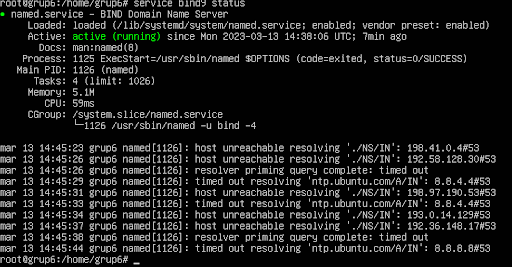 root@grup6:/home/grup6# service bind9 status
● named.service - BIND Domain Name Server
Loaded: loaded (/lib/systemd/system/named.service; enabled; vendor preset: enabled)
Active: active (running) since Mon 2023-03-13 14:38:06 UTC; 7min ago
Docs: man:named(8)
Process: 1125 ExecStart=/usr/sbin/named $OPTIONS (code=exited, status=0/SUCCESS)
Main PID: 1126 (named)
Tasks: 4 (limit: 1026)
Memory: 5.1M
CPU: 59ms
CGroup: /system.slice/named.service
└─1126 /usr/sbin/named -u bind -4
mar 13 14:45:23 grup6 named[1126]: host unreachable resolving './NS/IN': 198.41.0.4#53
mar 13 14:45:26 grup6 named[1126]: host unreachable resolving './NS/IN': 192.58.128.30#53
mar 13 14:45:26 grup6 named[1126]: resolver priming query complete: timed out
mar 13 14:45:29 grup6 named[1126]: timed out resolving 'ntp.ubuntu.com/A/IN': 8.8.4.4#53
mar 13 14:45:31 grup6 named[1126]: host unreachable resolving './NS/IN': 198.97.190.53#53
mar 13 14:45:33 grup6 named[1126]: timed out resolving 'ntp.ubuntu.com/A/IN': 8.8.4.4#53
mar 13 14:45:34 grup6 named[1126]: host unreachable resolving './NS/IN': 193.0.14.129#53
mar 13 14:45:37 grup6 named[1126]: host unreachable resolving './NS/IN': 192.36.148.17#53
mar 13 14:45:38 grup6 named[1126]: resolver priming query complete: timed out
mar 13 14:45:44 grup6 named[1126]: timed out resolving 'ntp.ubuntu.com/A/IN': 8.8.8.8#53
root@grup6:/home/grup6# _